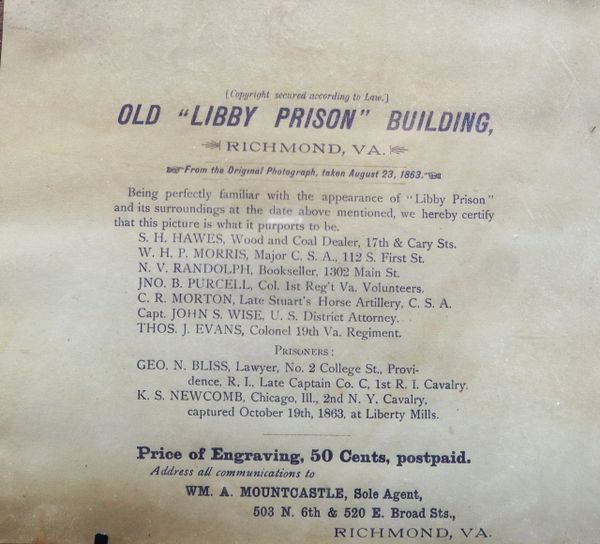 [Copyright secured according to Law.]
OLD "LIBBY PRISON" BUILDING,
RICHMOND, VA.
From the Original Photograph, taken August 23, 1863.
Being perfectly familiar with the appearance of "Libby Prison"
and its surroundings at the date above mentioned, we hereby certify
that this picture is what it purports to be.
S. H. HAWES, Wood and Coal Dealer, 17th & Cary Sts.
W. H. P. MORRIS, Major C. S. A., 112 S. First St.
N. V. RANDOLPH, Bookseller, 1302 Main St.
JNO. B. PURCELL, Col. 1st Reg't Va. Volunteers.
C. R. MORTON, Late Stuart's Horse Artillery, C. S. A.
Capt. JOHN S. WISE, U. S. District Attorney.
THOS. J. EVANS, Colonel 19th Va. Regiment.
PRISONERS:
GEO. N. BLISS, Lawyer, No. 2 College St., Provi-
dence, R. I., Late Captain Co. C, 1st R. I. Cavalry.
K. S. NEWCOMB, Chicago, Ill., 2nd N. Y. Cavalry,
captured October 19th, 1863, at Liberty Mills.
Price of Engraving, 50 Cents, postpaid.
Address all communications to
WM. A. MOUNTCASTLE, Sole Agent,
503 N. 6th & 520 E. Broad Sts.,
RICHMOND, VA.